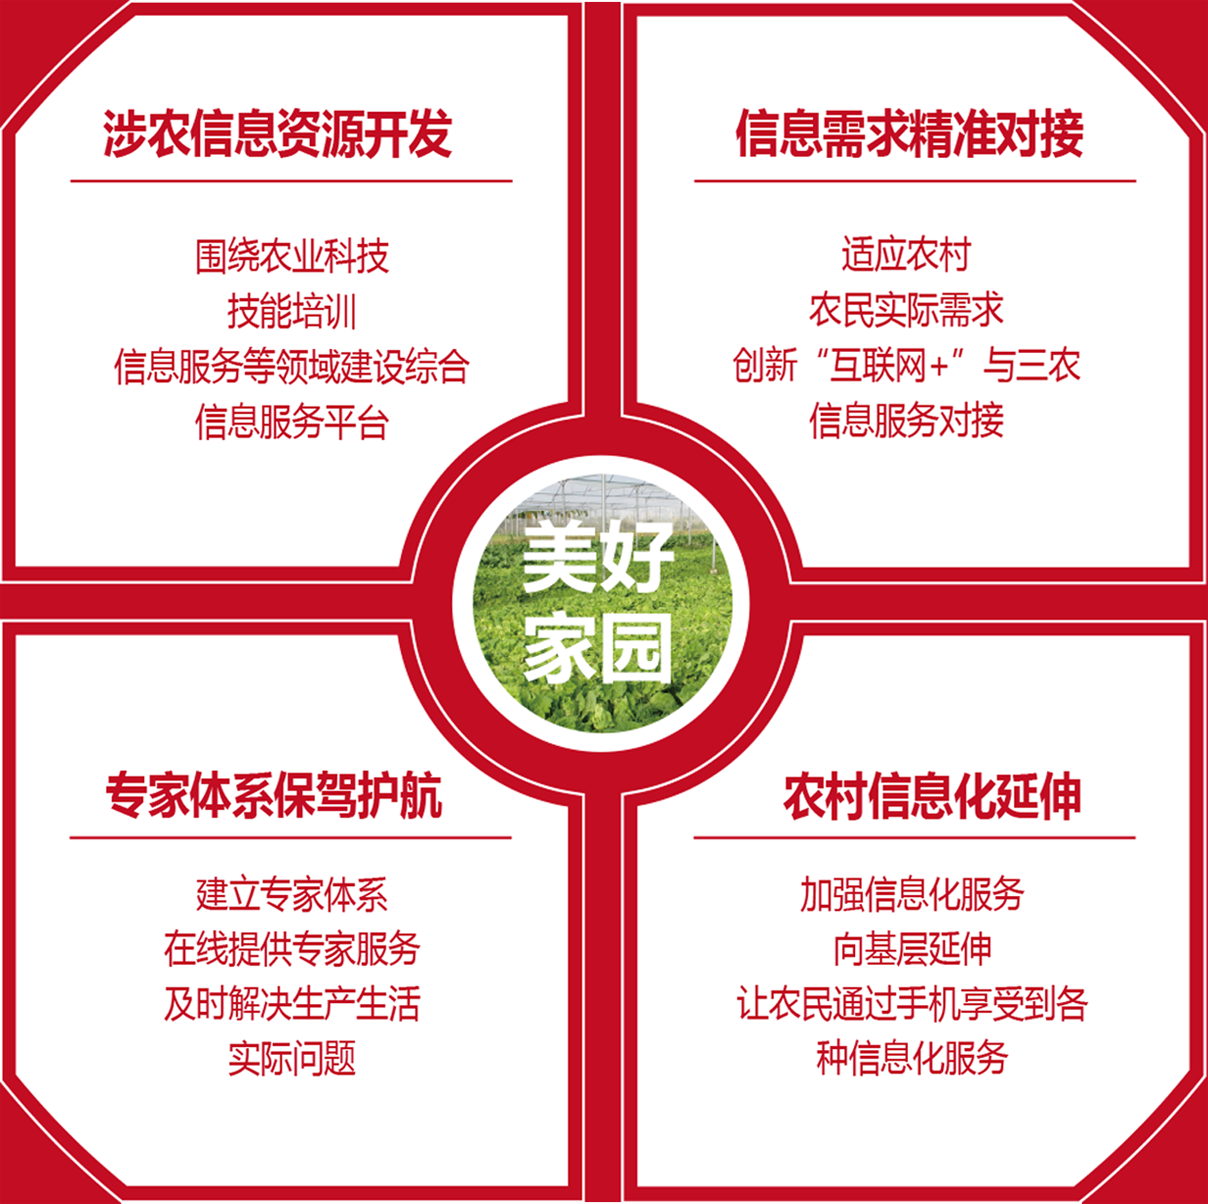 涉农信息资源开发
围绕农业科技
技能培训
信息服务等领域建设综合
信息服务平台
信息需求精准对接
适应农村
农民实际需求
创新“互联网+”与三农
信息服务对接
美好
家园
专家体系保驾护航
建立专家体系
在线提供专家服务
及时解决生产生活
实际问题
农村信息化延伸
加强信息化服务
向基层延伸
让农民通过手机享受到各
种信息化服务